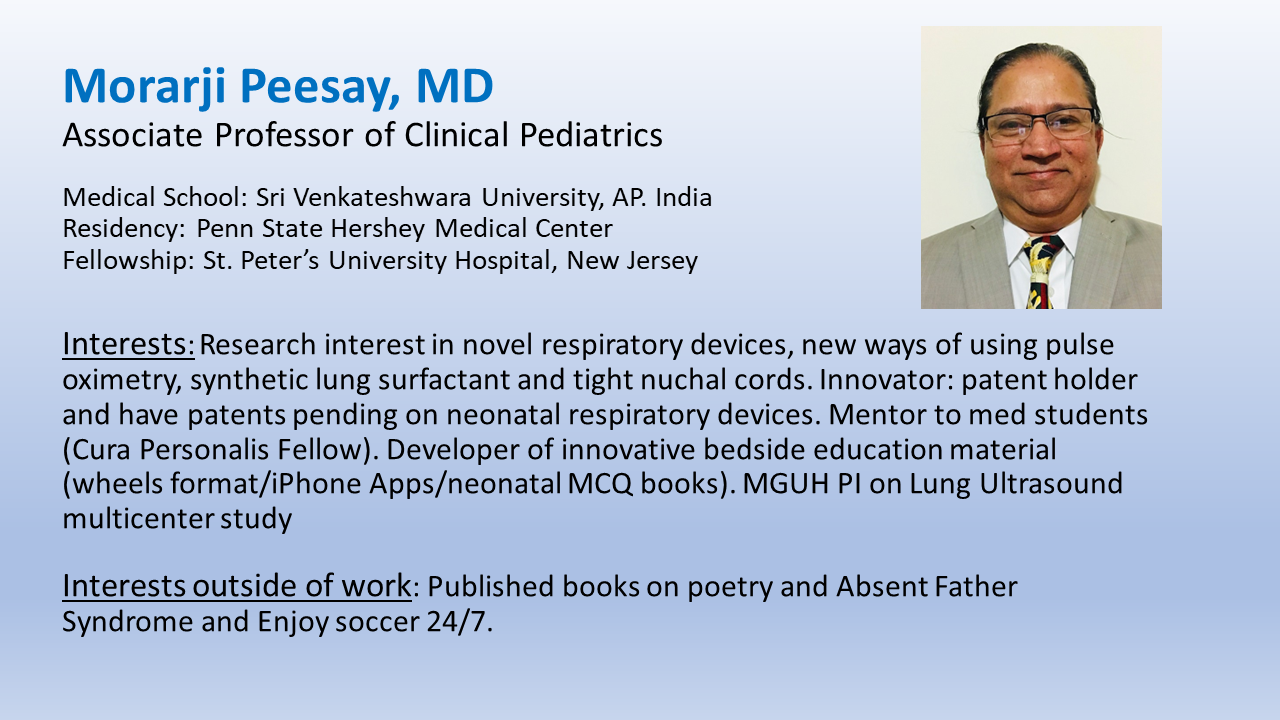 Morarji Peesay, MD
Associate Professor of Clinical Pediatrics
Medical School: Sri Venkateshwara University, AP. India
Residency: Penn State Hershey Medical Center
Fellowship: St. Peter’s University Hospital, New Jersey
Interests: Research interest in novel respiratory devices, new ways of using pulse
oximetry, synthetic lung surfactant and tight nuchal cords. Innovator: patent holder
and have patents pending on neonatal respiratory devices. Mentor to med students
(Cura Personalis Fellow). Developer of innovative bedside education material
(wheels format/iPhone Apps/neonatal MCQ books). MGUH PI on Lung Ultrasound
multicenter study
Interests outside of work: Published books on poetry and Absent Father
Syndrome and Enjoy soccer 24/7.